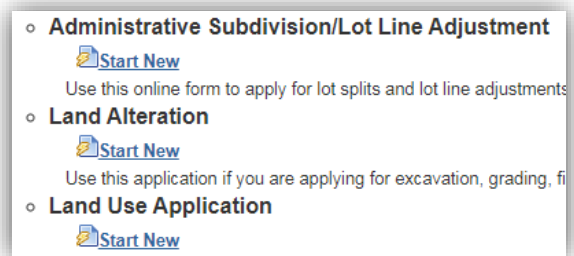 Administrative Subdivision/Lot Line Adjustment
Start New
Use this online form to apply for lot splits and lot line adjustments
Land Alteration
Start New
Use this application if you are applying for excavation, grading,
Land Use Application
Start New